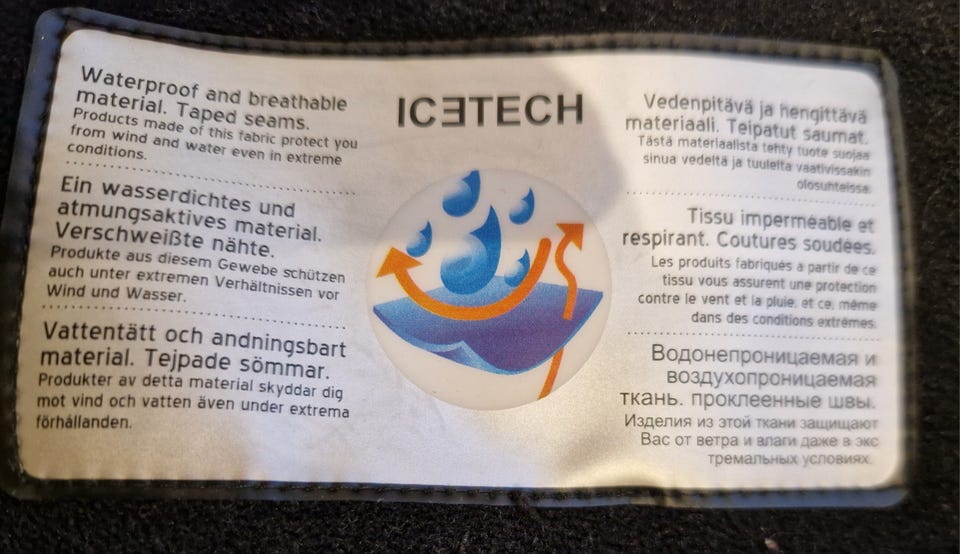 Waterproof and breathable
material. Taped seams.
Products made of this fabric protect you
from wind and water even in extreme
conditions.
Ein wasserdichtes und
atmungsaktives material.
Verschweißte nähte.
Produkte aus diesem Gewebe schützen
auch unter extremen Verhältnissen vor
Wind und Wasser.
Vattentätt och andningsbart
material. Tejpade sömmar.
Produkter av detta material skyddar dig
mot vind och vatten även under extrema
förhållanden.
ICƎTECH
Vedenpitävä ja hengittävä
materiaali. Teipatut saumat.
Tästä materiaalista tehty tuote suojaa
sinua vedeltä ja tuulelta vaativissakin
olosuhteissa.
Tissu imperméable et
respirant. Coutures soudées.
Les produits fabriqués a partir de ce
tissu vous assurent une protection
contre le vent et la pluie, et ce, même
dans des conditions extrêmes.
Водонепроницаемая и
воздухопроницаемая
ткань. проклеенные швы.
Изделия из этой ткани защищают
Вас от ветра и влаги даже в экс
тремальных условиях.